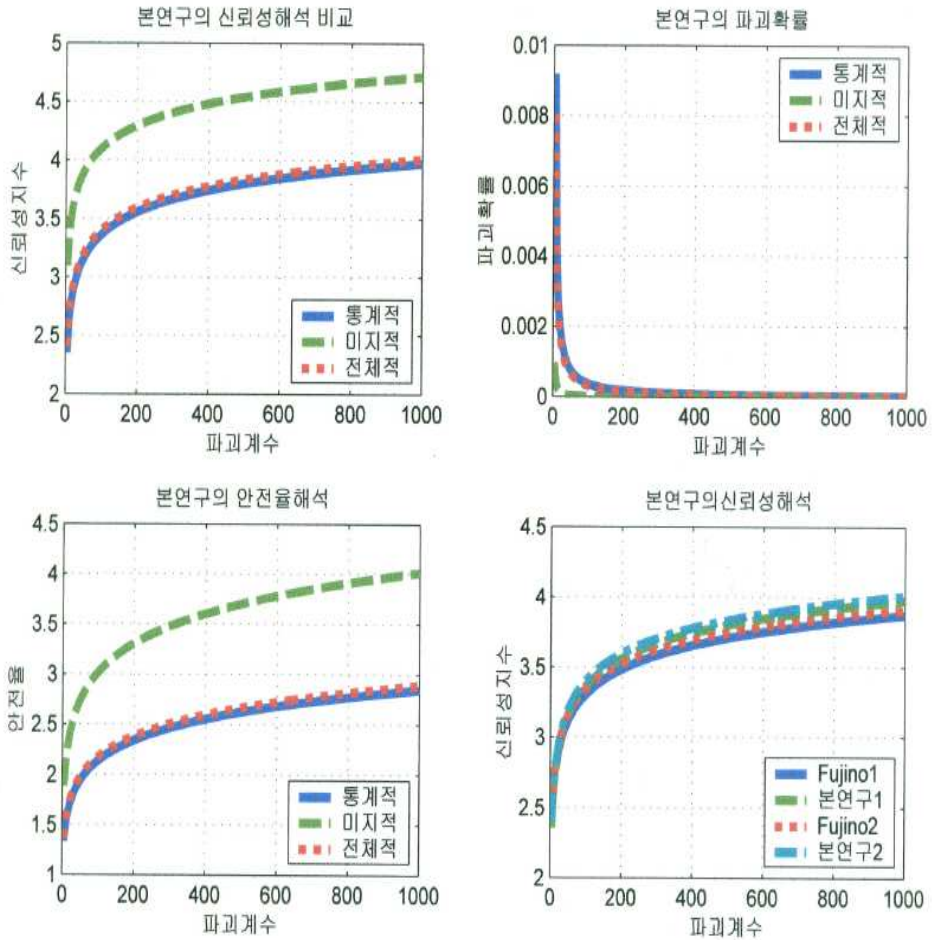 본연구의 신뢰성해석 비교
5
4.5
4
3.5
3
2.5
2
신뢰성지수
통계적
미지적
전체적
0 200 400 600 800 1000
파괴계수
본연구의 파괴확률
0.01
0.008
0.006
0.004
0.002
0
파괴확률
통계적
미지적
전체적
0 200 400 600 800 1000
파괴계수
본연구의 안전율해석
4.5
4
3.5
3
2.5
2
1.5
1
안전율
통계적
미지적
전체적
0 200 400 600 800 1000
파괴계수
본연구의신뢰성해석
4.5
4
3.5
3
2.5
2
신뢰성지수
Fujino1
본연구1
Fujino2
본연구2
0 200 400 600 800 1000
파괴계수